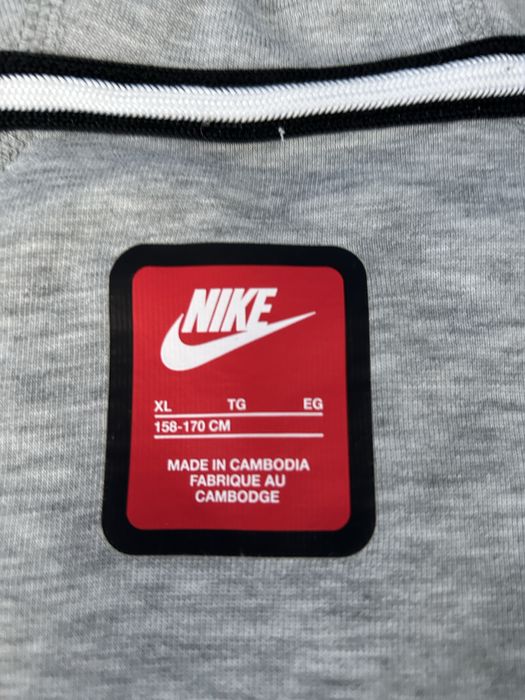 NIKE
XL TG EG
158-170 CM
MADE IN CAMBODIA
FABRIQUE AU
CAMBODGE